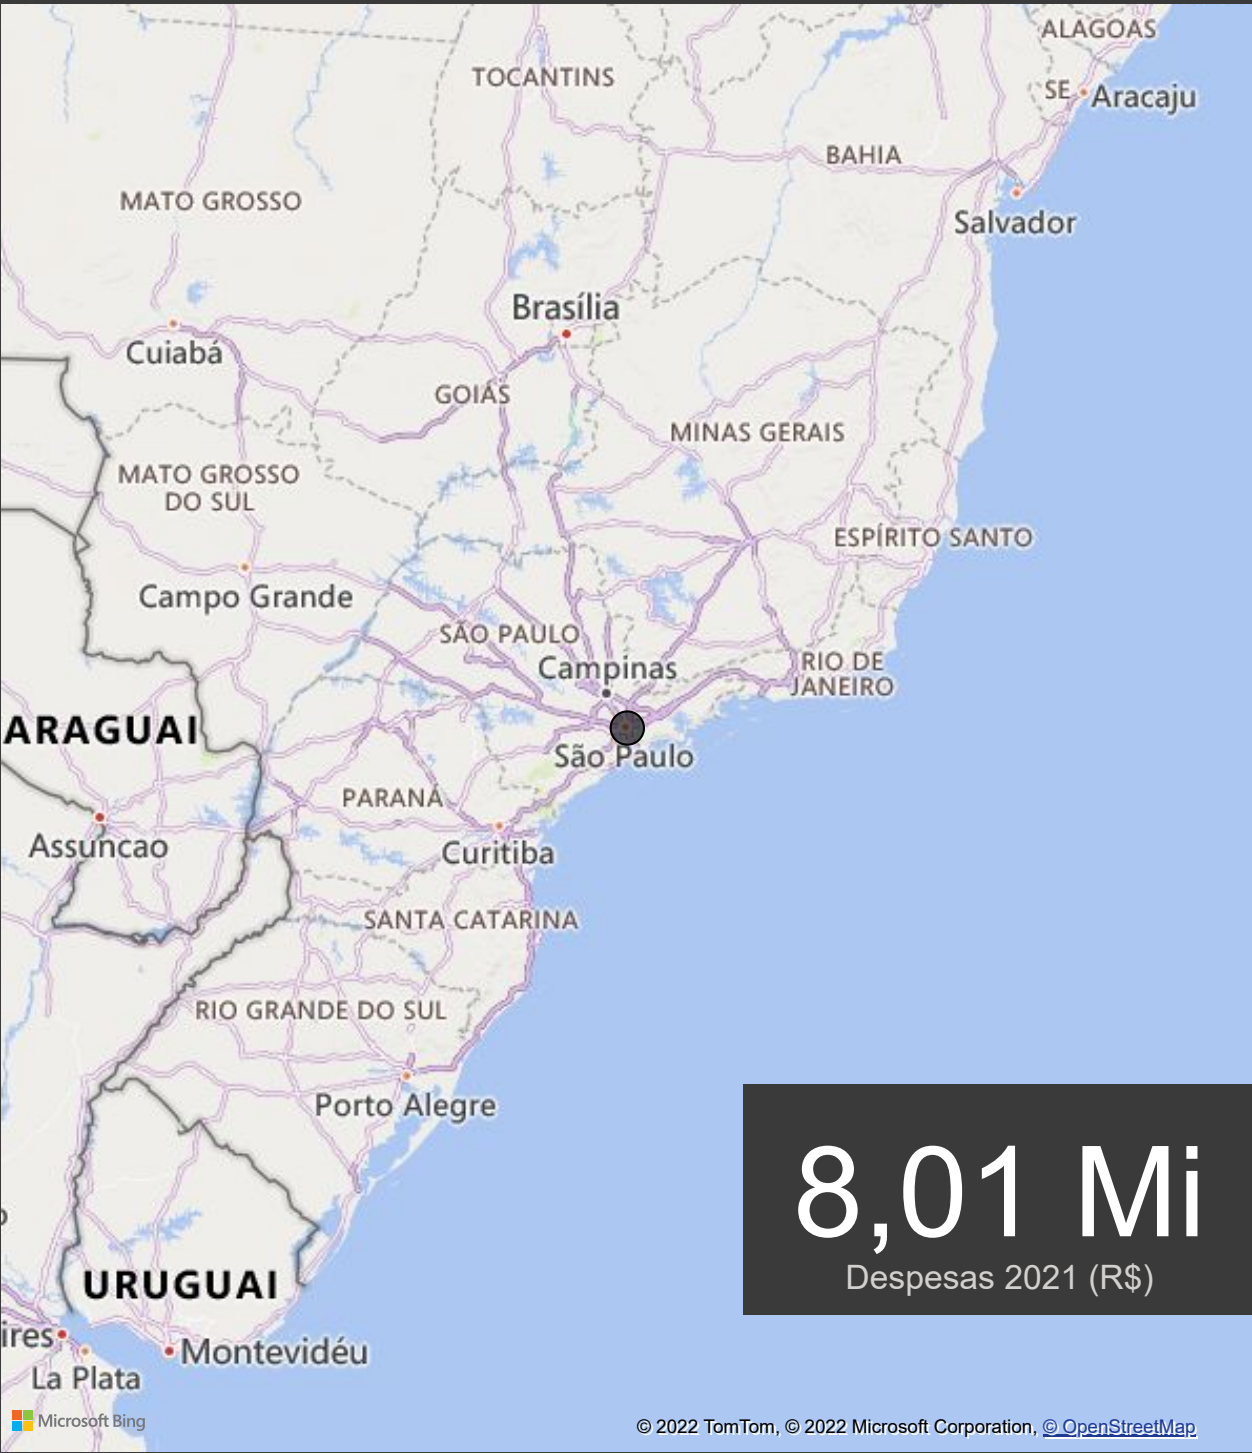 ALAGOAS
TOCANTINS
SE
Aracaju
BAHIA
MATO GROSSO
Salvador
Brasília
Cuiabá
GOIÁS
MINAS GERAIS
MATO GROSSO
DO SUL
ESPÍRITO SANTO
Campo Grande
SÃO PAULO
Campinas
RIO DE
JANEIRO
ARAGUAI
São Paulo
PARANÁ
Assuncao
Curitiba
SANTA CATARINA
RIO GRANDE DO SUL
Porto Alegre
8,01 Mi
Despesas 2021 (R$)
URUGUAI
ires
Montevidéu
La Plata
Microsoft Bing
© 2022 TomTom, © 2022 Microsoft Corporation, © OpenStreetMap